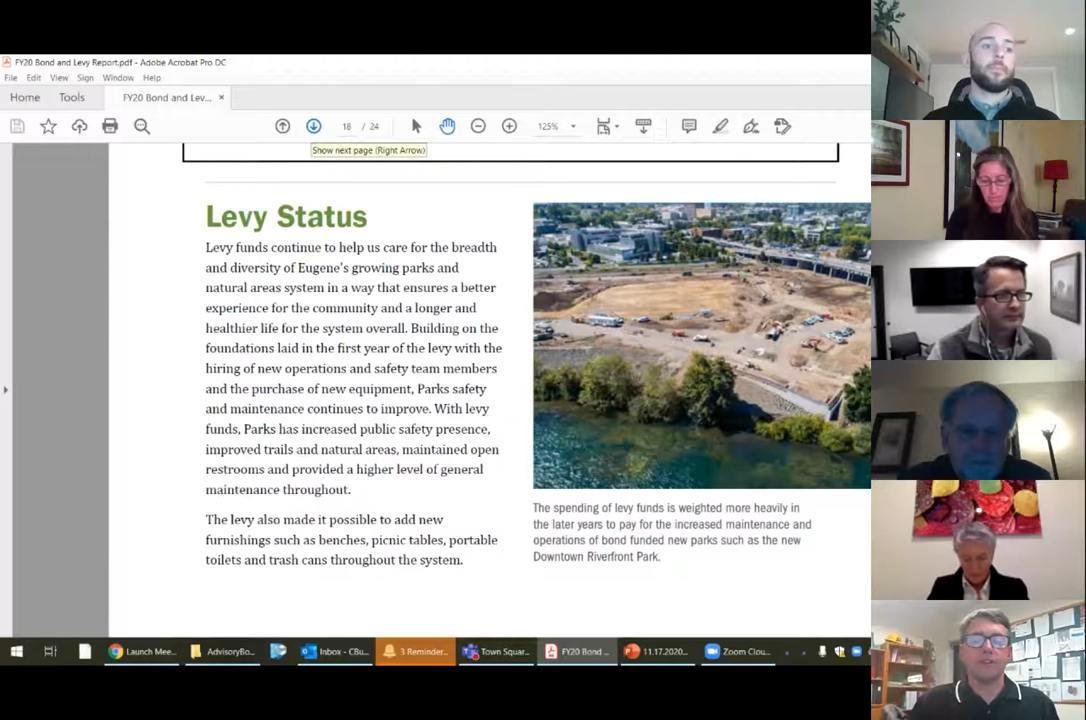 FY20 Bond and Levy Report.pdf - Adobe Acrobat Pro DC
File Edit View Sign Window Help
Home Tools FY20 Bond and Lev... ×
18 / 24 125%
Show next page (Right Arrow)
Levy Status
Levy funds continue to help us care for the breadth
and diversity of Eugene's growing parks and
natural areas system in a way that ensures a better
experience for the community and a longer and
healthier life for the system overall. Building on the
foundations laid in the first year of the levy with the
hiring of new operations and safety team members
and the purchase of new equipment, Parks safety
and maintenance continues to improve. With levy
funds, Parks has increased public safety presence,
improved trails and natural areas, maintained open
restrooms and provided a higher level of general
maintenance throughout.
The levy also made it possible to add new
furnishings such as benches, picnic tables, portable
toilets and trash cans throughout the system.
The spending of levy funds is weighted more heavily in
the later years to pay for the increased maintenance and
operations of bond funded new parks such as the new
Downtown Riverfront Park.
Launch Mee... AdvisoryBo... Inbox - CBu... 3 Reminder... Town Squar... FY20 Bond ... 11.17.2020... Zoom Clou...